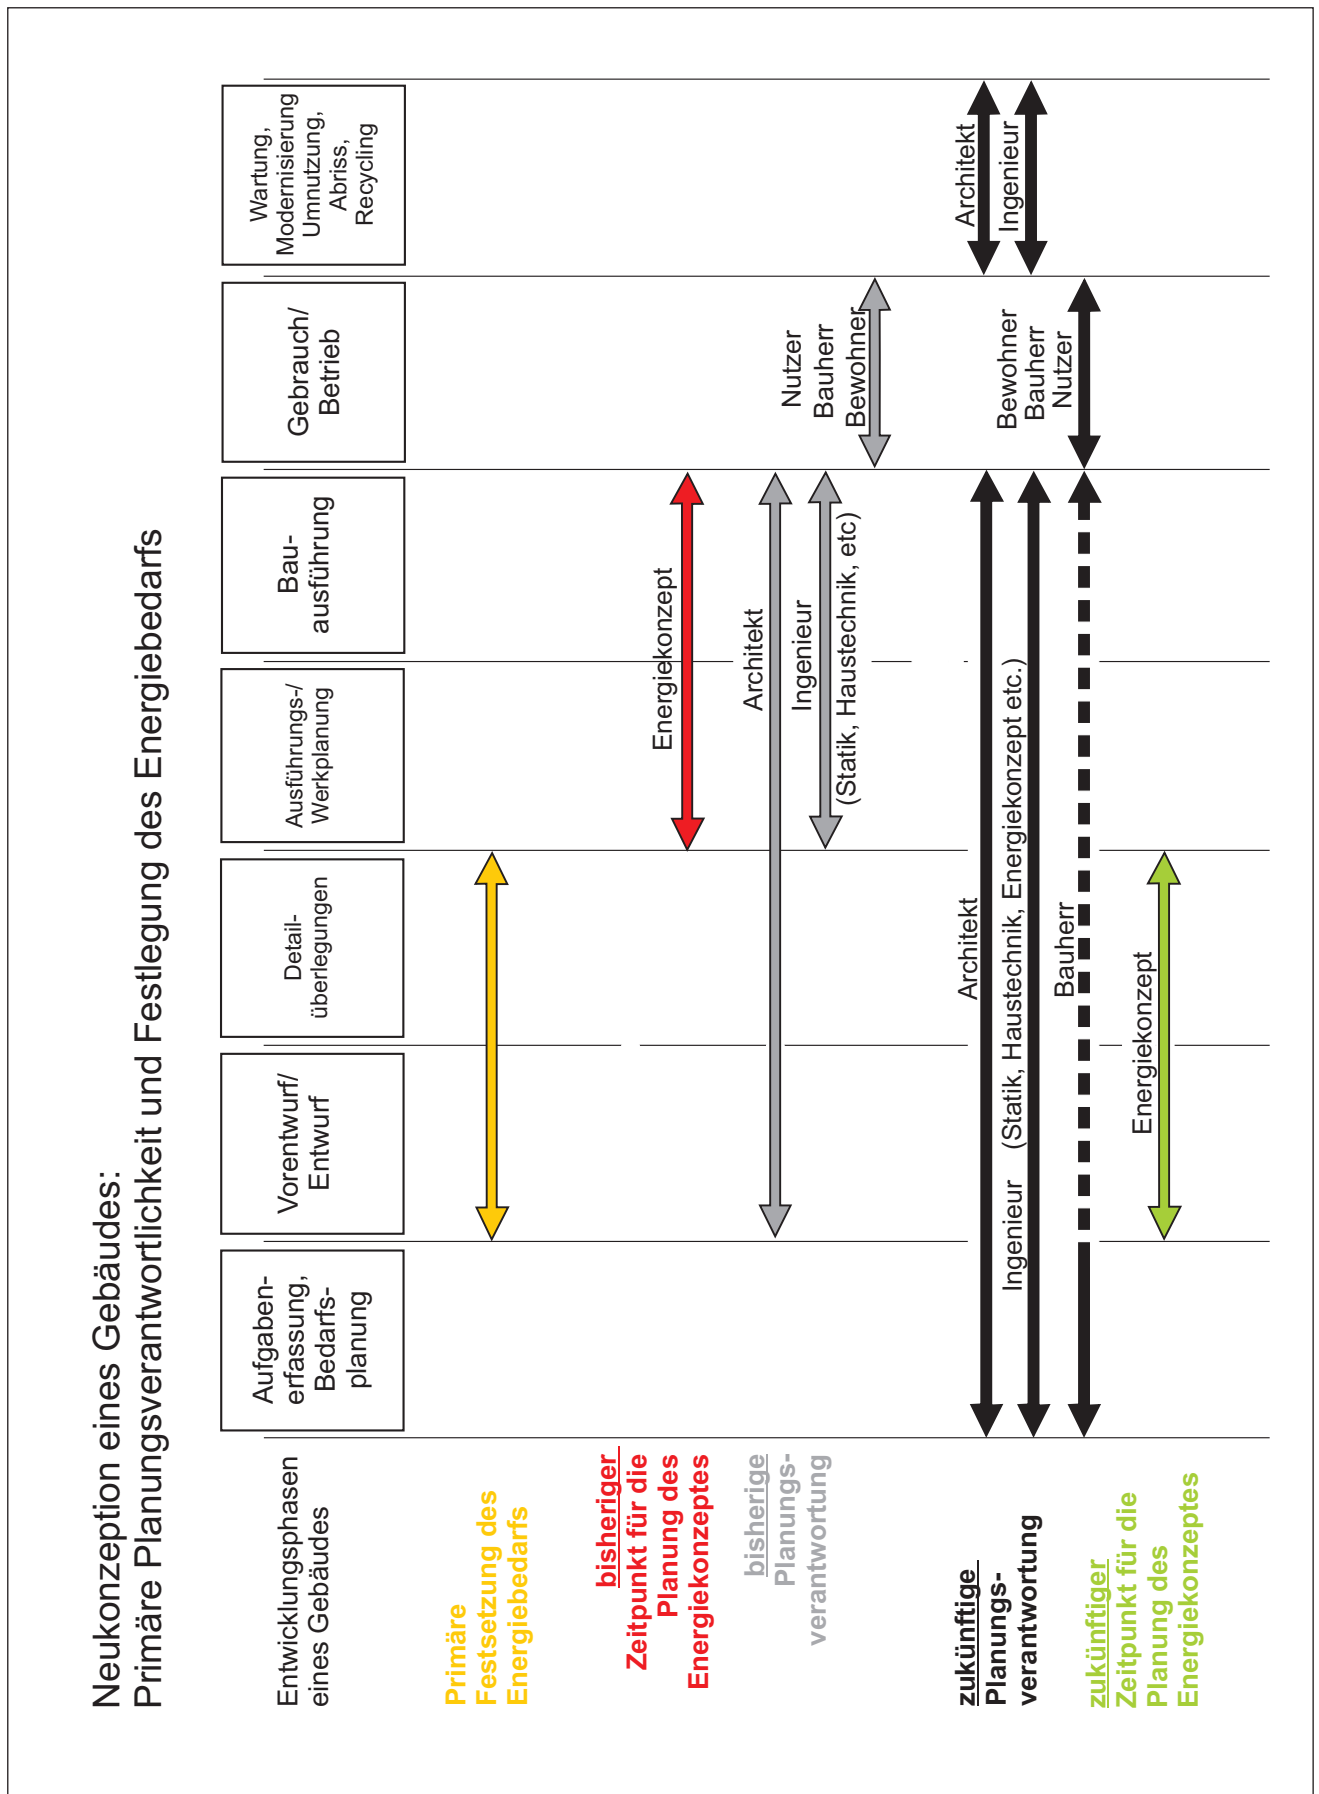 Neukonzeption eines Gebäudes:
Primäre Planungsverantwortlichkeit und Festlegung des Energiebedarfs
Entwicklungsphasen
eines Gebäudes
Aufgaben-
erfassung,
Bedarfs-
planung
Vorentwurf/
Entwurf
Detail-
überlegungen
Ausführungs-/
Werkplanung
Bau-
ausführung
Gebrauch/
Betrieb
Wartung,
Modernisierung
Umnutzung,
Abriss,
Recycling
Primäre
Festsetzung des
Energiebedarfs
bisheriger
Zeitpunkt für die
Planung des
Energiekonzeptes
Energiekonzept
bisherige
Planungs-
verantwortung
Architekt
Ingenieur
(Statik, Haustechnik, etc)
Nutzer
Bauherr
Bewohner
zukünftige
Planungs-
verantwortung
Architekt
Ingenieur (Statik, Haustechnik, Energiekonzept etc.)
Bauherr
Bewohner
Bauherr
Nutzer
Architekt
Ingenieur
zukünftiger
Zeitpunkt für die
Planung des
Energiekonzeptes
Energiekonzept